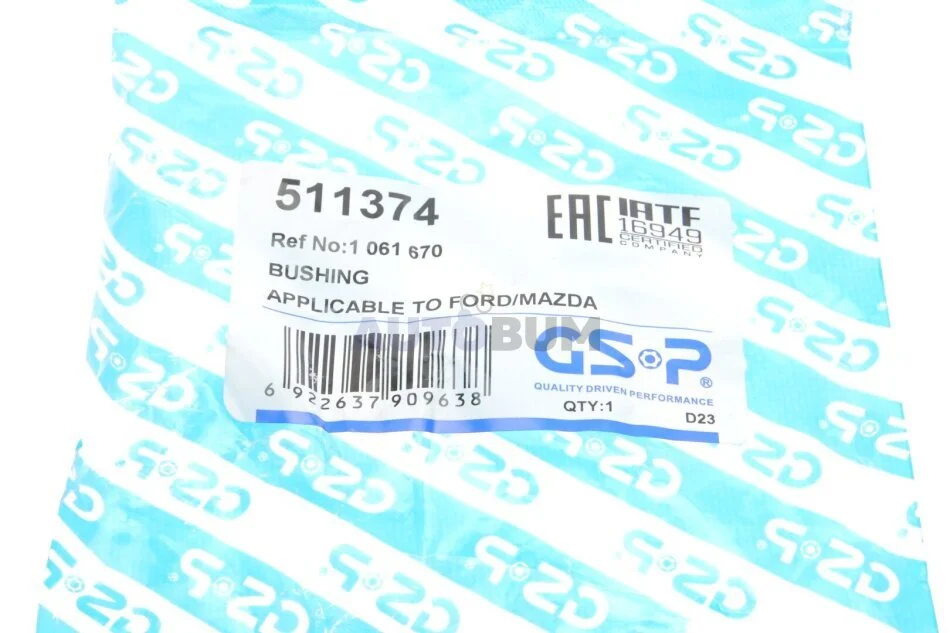 511374
EAC IATF
16949
CERTIFIED
COMPANY
Ref No:1 061 670
BUSHING
APPLICABLE TO FORD/MAZDA
AUTOBUM
GSP®
QUALITY DRIVEN PERFORMANCE
6 922637 909638
QTY:1
D23